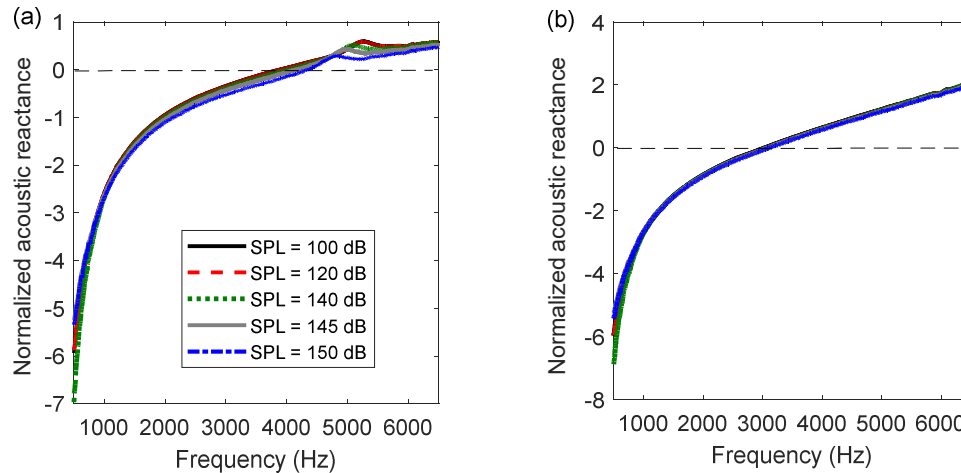 (a)
Normalized acoustic reactance
1
0
-1
-2
-3
-4
-5
-6
-7
SPL = 100 dB
SPL = 120 dB
SPL = 140 dB
SPL = 145 dB
SPL = 150 dB
1000 2000 3000 4000 5000 6000
Frequency (Hz)
(b)
Normalized acoustic reactance
4
2
0
-2
-4
-6
-8
1000 2000 3000 4000 5000 6000
Frequency (Hz)